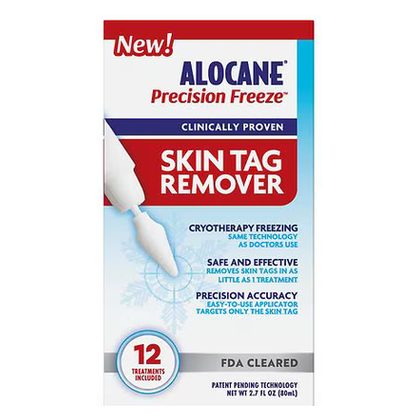 New!
ALOCANE®
Precision Freeze™
CLINICALLY PROVEN
SKIN TAG
REMOVER
CRYOTHERAPY FREEZING
SAME TECHNOLOGY
AS DOCTORS USE
SAFE AND EFFECTIVE
REMOVES SKIN TAGS IN AS
LITTLE AS 1 TREATMENT
PRECISION ACCURACY
EASY-TO-USE APPLICATOR
TARGETS ONLY THE SKIN TAG
12
TREATMENTS
INCLUDED
FDA CLEARED
PATENT PENDING TECHNOLOGY
NET WT 2.7 FL OZ (80mL)